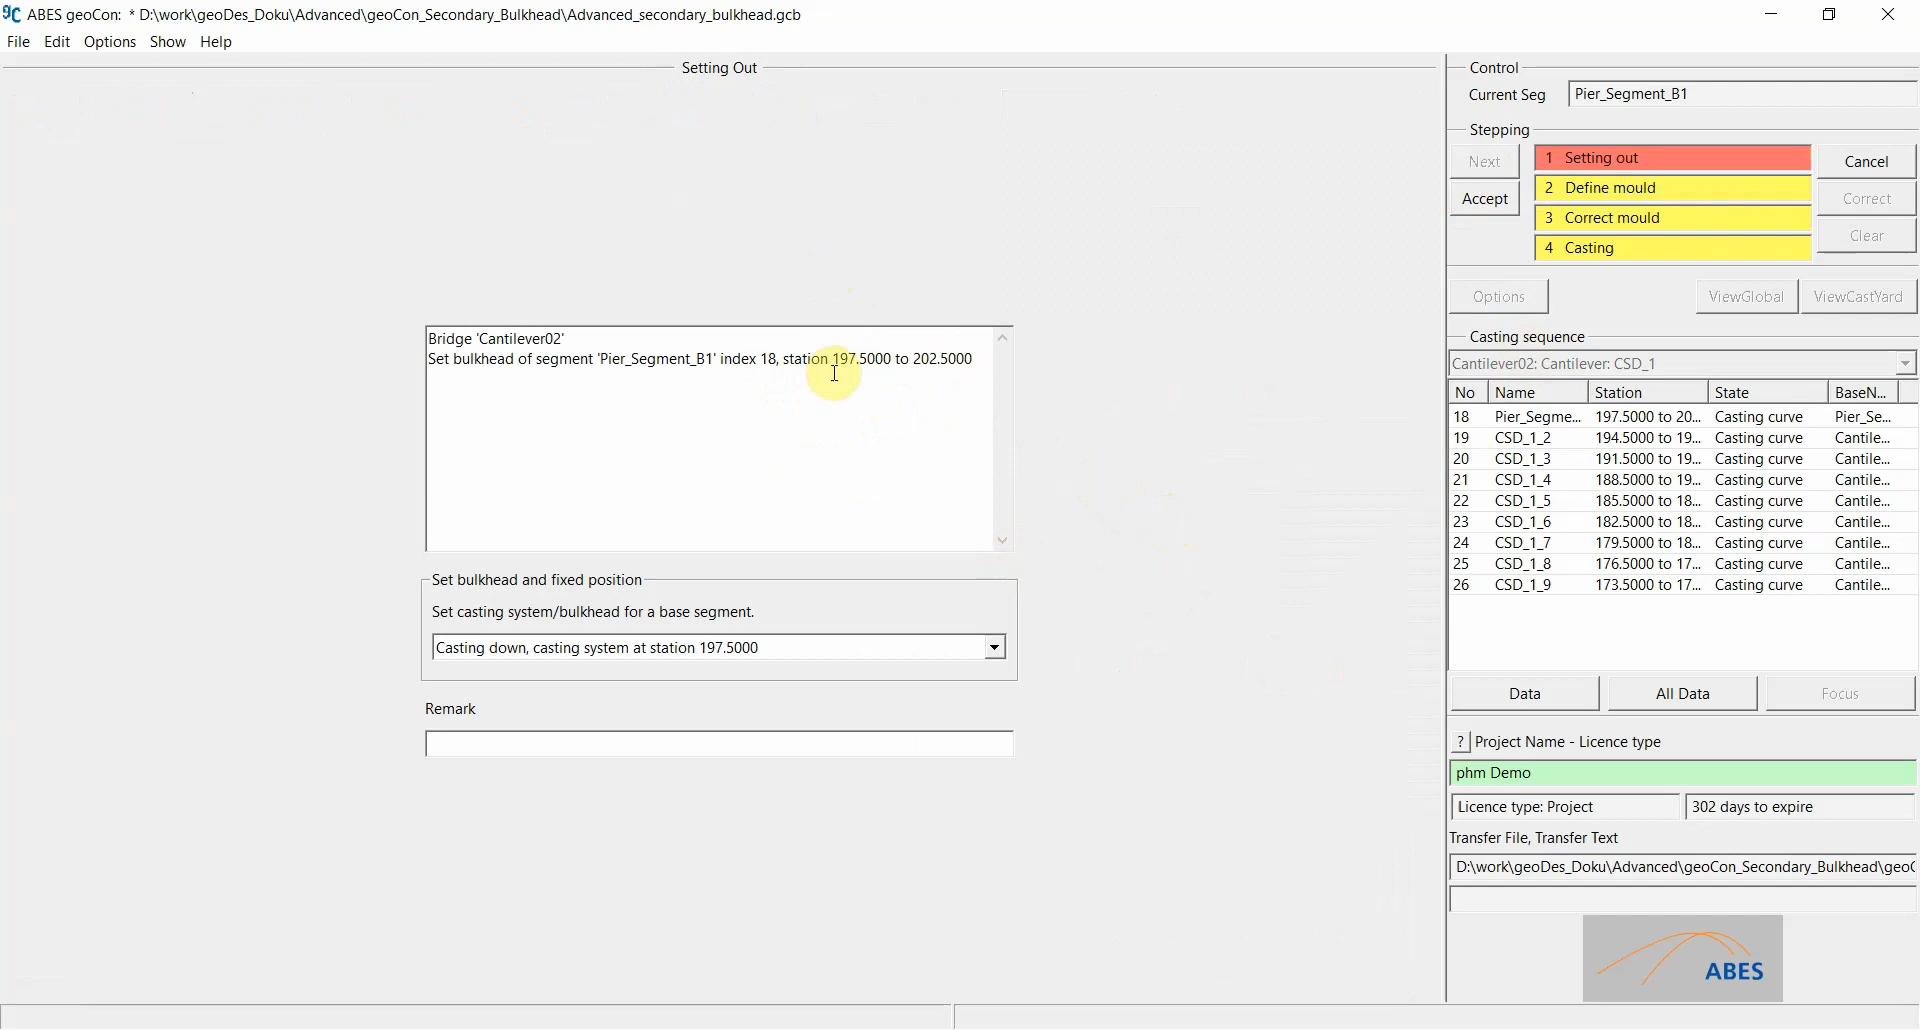 ABES geoCon: * D:\work\geoDes_Doku\Advanced\geoCon_Secondary_Bulkhead\Advanced_secondary_bulkhead.gcb
File Edit Options Show Help
Setting Out
Bridge 'Cantilever02'
Set bulkhead of segment 'Pier_Segment_B1' index 18, station 197.5000 to 202.5000
Set bulkhead and fixed position
Set casting system/bulkhead for a base segment.
Casting down, casting system at station 197.5000
Remark
Control
Current Seg Pier_Segment_B1
Stepping
Next 1 Setting out Cancel
2 Define mould
Accept 3 Correct mould Correct
4 Casting Clear
Options ViewGlobal ViewCastYard
Casting sequence
Cantilever02: Cantilever: CSD_1
No Name Station State BaseN...
18 Pier_Segme... 197.5000 to 20... Casting curve Pier_Se...
19 CSD_1_2 194.5000 to 19... Casting curve Cantile...
20 CSD_1_3 191.5000 to 19... Casting curve Cantile...
21 CSD_1_4 188.5000 to 19... Casting curve Cantile...
22 CSD_1_5 185.5000 to 18... Casting curve Cantile...
23 CSD_1_6 182.5000 to 18... Casting curve Cantile...
24 CSD_1_7 179.5000 to 18... Casting curve Cantile...
25 CSD_1_8 176.5000 to 17... Casting curve Cantile...
26 CSD_1_9 173.5000 to 17... Casting curve Cantile...
Data All Data Focus
? Project Name - Licence type
phm Demo
Licence type: Project 302 days to expire
Transfer File, Transfer Text
D:\work\geoDes_Doku\Advanced\geoCon_Secondary_Bulkhead\geoC
ABES